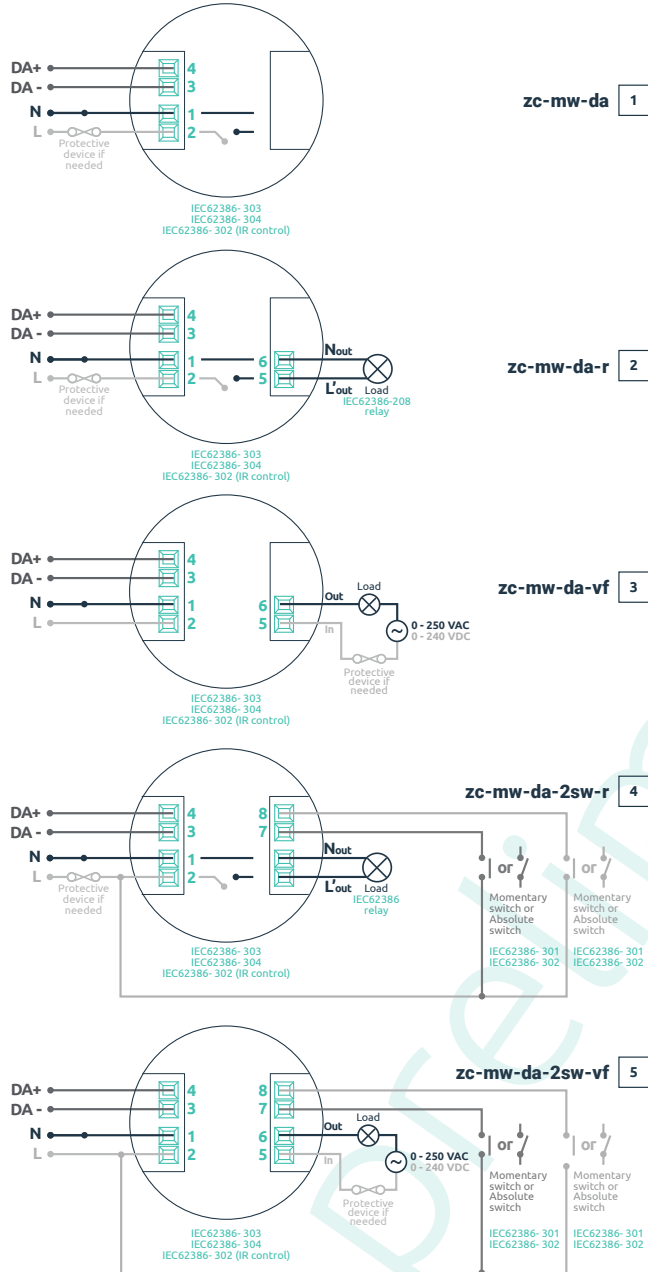 zc-mw-da 1
DA+ 4
DA - 3
N 1
L 2
Protective
device if
needed
IEC62386- 303
IEC62386- 304
IEC62386- 302 (IR control)
zc-mw-da-r 2
DA+ 4
DA - 3
N 1 6 Nout
L 2 5 L'out Load
Protective
device if
needed
IEC62386-208
relay
IEC62386- 303
IEC62386- 304
IEC62386- 302 (IR control)
zc-mw-da-vf 3
DA+ 4
DA - 3
N 1 6 Out Load
L 2 5 In
0 - 250 VAC
0 - 240 VDC
Protective
device if
needed
IEC62386- 303
IEC62386- 304
IEC62386- 302 (IR control)
zc-mw-da-2sw-r 4
DA+ 4 8
DA - 3 7
N 1 Nout
L 2 L'out Load
Protective
device if
needed
IEC62386
relay
or or
Momentary
switch or
Absolute
switch
IEC62386- 301
IEC62386- 302
Momentary
switch or
Absolute
switch
IEC62386- 301
IEC62386- 302
IEC62386- 303
IEC62386- 304
IEC62386- 302 (IR control)
zc-mw-da-2sw-vf 5
DA+ 4 8
DA - 3 7
N 1 6 Out Load
L 2 5 In
0 - 250 VAC
0 - 240 VDC
Protective
device if
needed
or or
Momentary
switch or
Absolute
switch
IEC62386- 301
IEC62386- 302
Momentary
switch or
Absolute
switch
IEC62386- 301
IEC62386- 302
IEC62386- 303
IEC62386- 304
IEC62386- 302 (IR control)
prelim